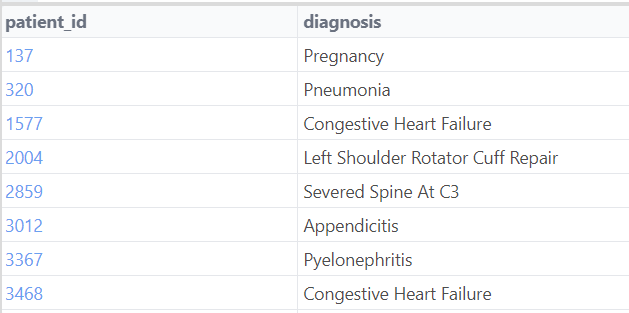 patient_id diagnosis
137 Pregnancy
320 Pneumonia
1577 Congestive Heart Failure
2004 Left Shoulder Rotator Cuff Repair
2859 Severed Spine At C3
3012 Appendicitis
3367 Pyelonephritis
3468 Congestive Heart Failure